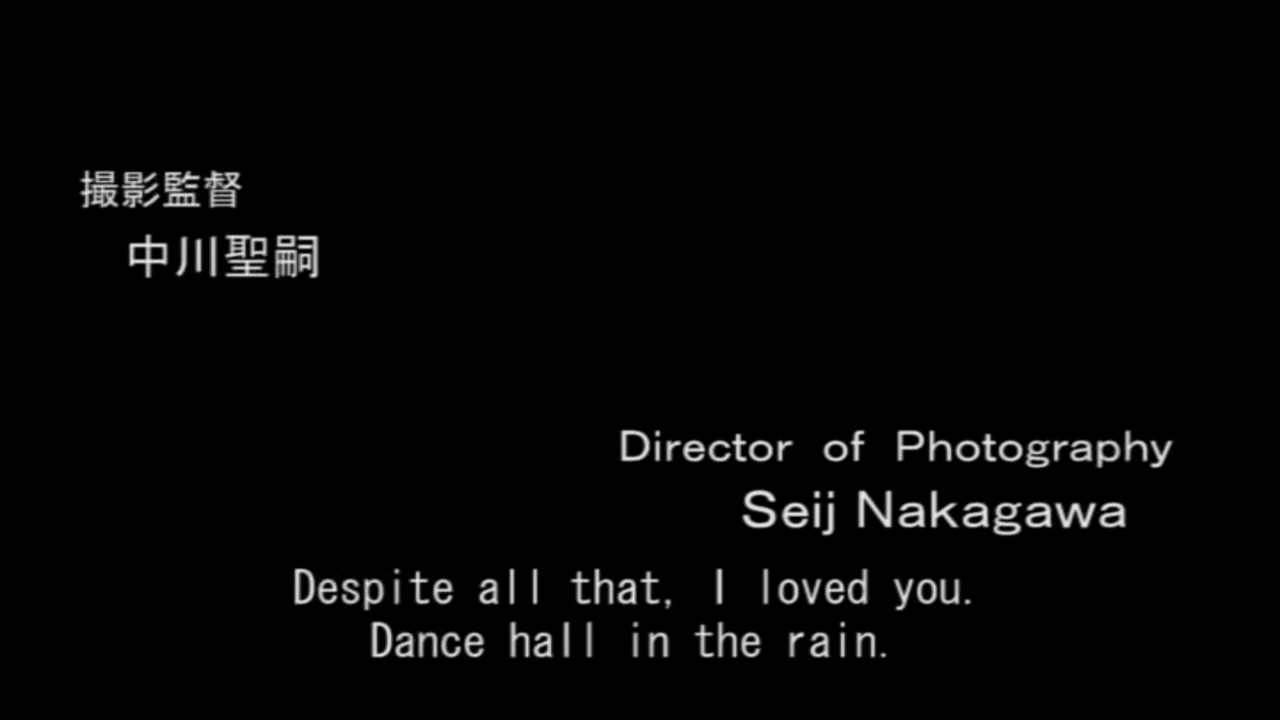 撮影監督
中川聖嗣
Director of Photography
Seij Nakagawa
Despite all that, I loved you.
Dance hall in the rain.